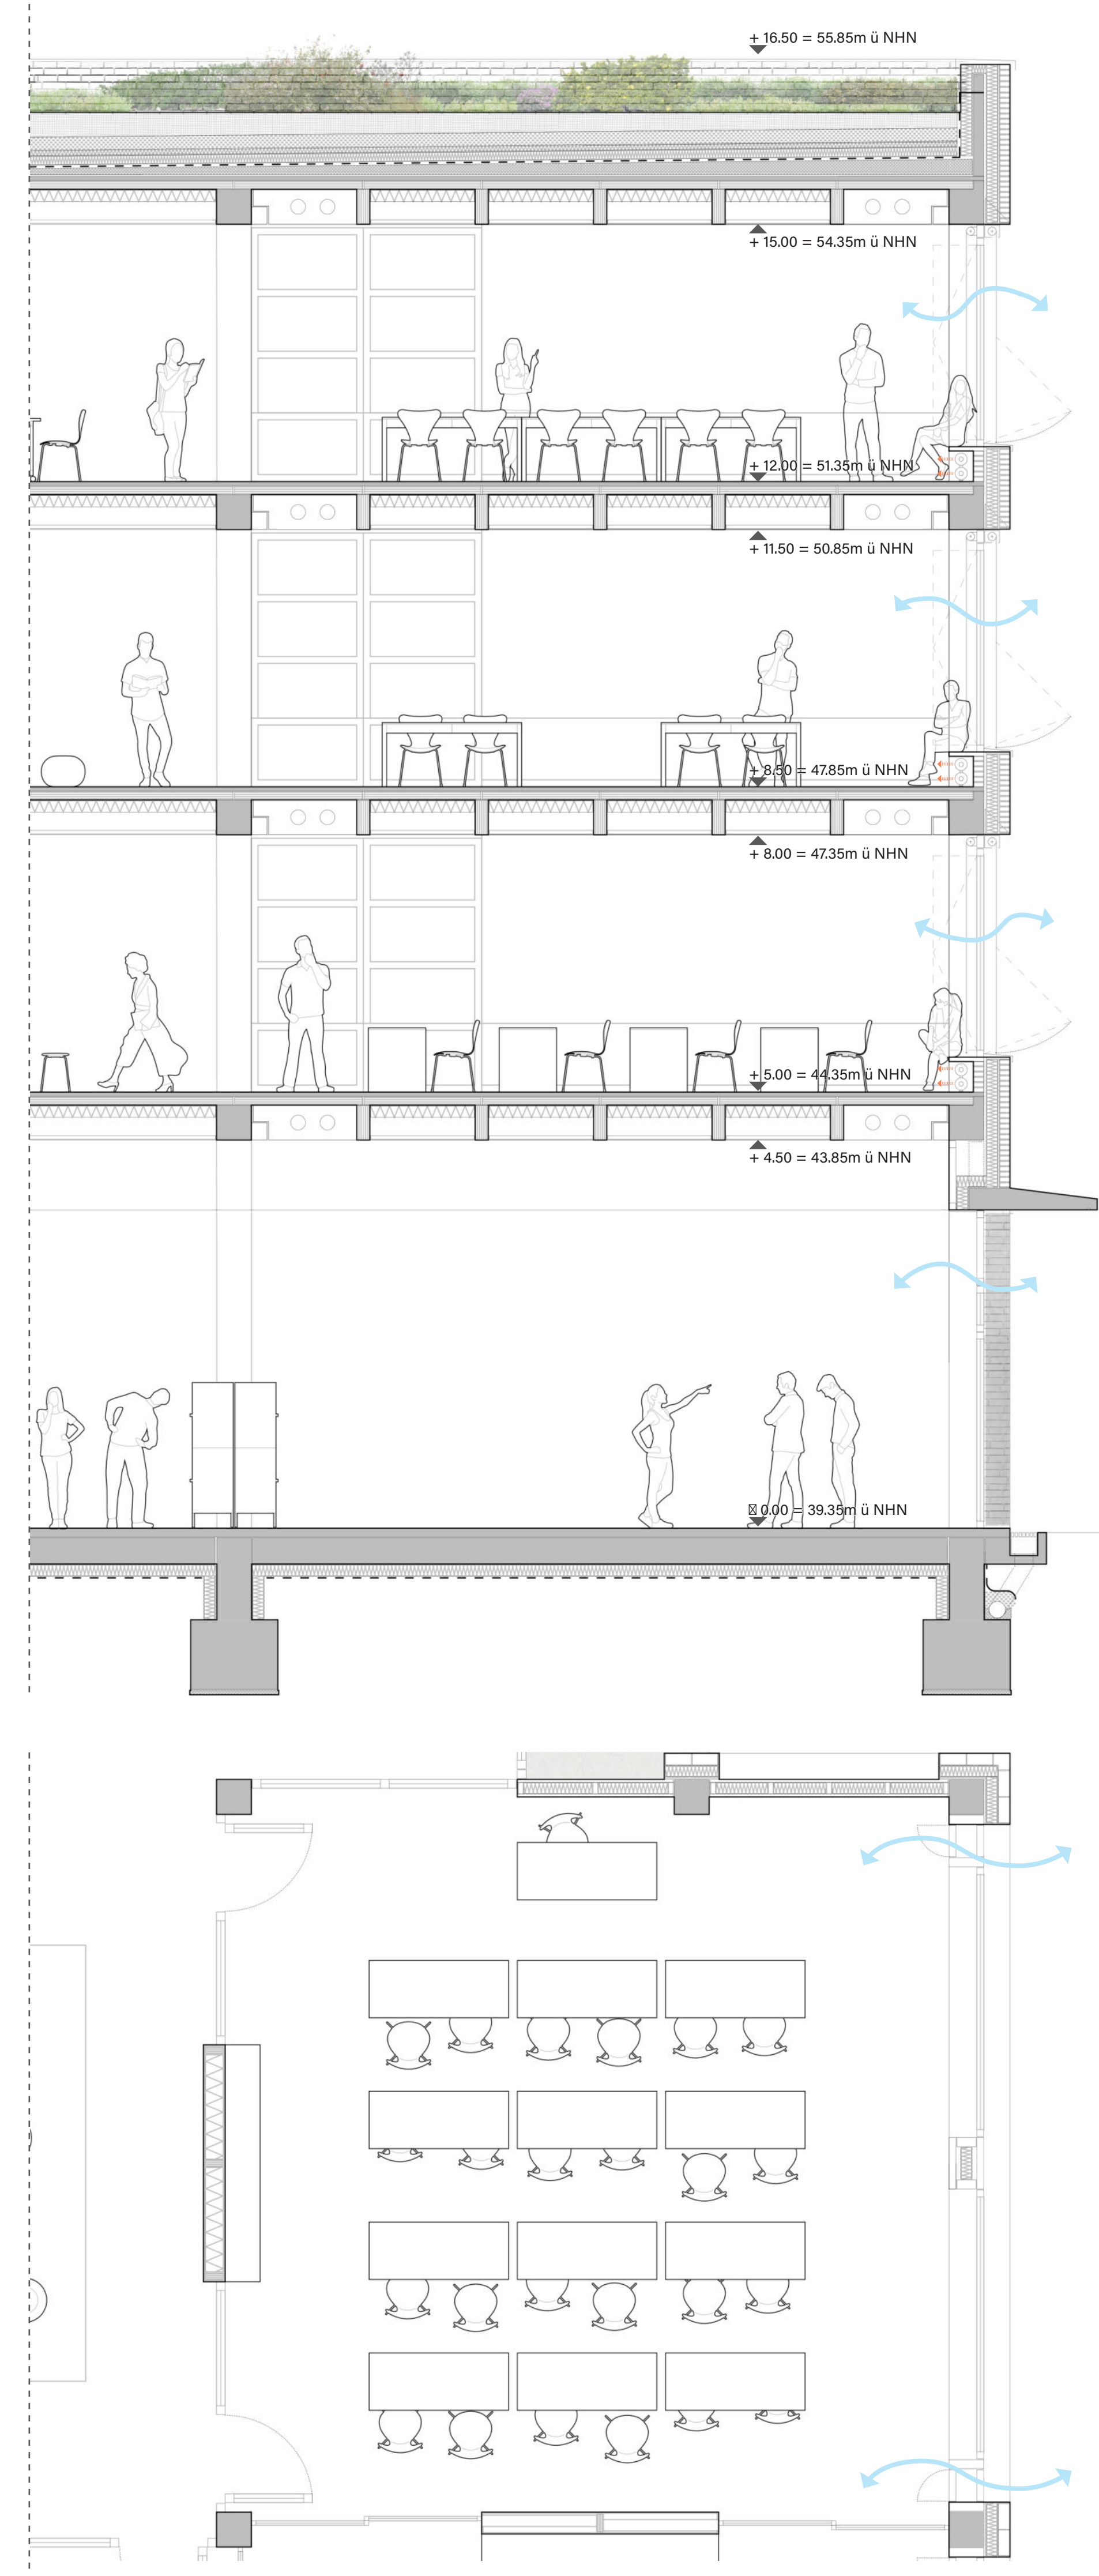 + 16.50 = 55.85m ü NHN
+ 15.00 = 54.35m ü NHN
+ 12.00 = 51.35m ü NHN
+ 11.50 = 50.85m ü NHN
+ 8.50 = 47.85m ü NHN
+ 8.00 = 47.35m ü NHN
+ 5.00 = 44.35m ü NHN
+ 4.50 = 43.85m ü NHN
0.00 = 39.35m ü NHN